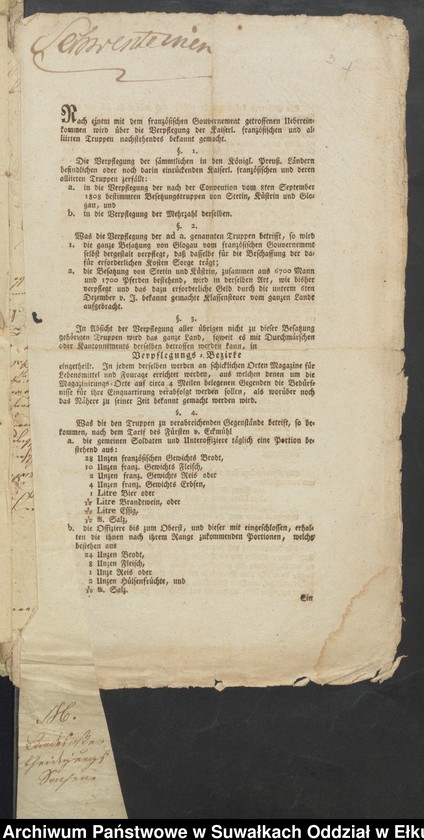 Schwesternen
Nach einem mit dem französischen Gouvernement getroffenen Ueberein-
kommen wird über die Verpflegung der Kaiserl. französischen und al-
liirten Truppen nachstehendes bekannt gemacht.
§. 1.
Die Verpflegung der sämmtlichen in den Königl. Preuß. Ländern
befindlichen oder noch darin einrückenden Kaiserl. französischen und deren
alliirten Truppen zerfällt:
a. in die Verpflegung der nach der Convention vom 8ten September
1808 bestimmten Besatzungstruppen von Stettin, Küstrin und Glo-
gau, und
b. in die Verpflegung der Mehrzahl derselben.
§. 2.
Was die Verpflegung der ad a. genannten Truppen betrifft, so wird
1. die ganze Besatzung von Glogau vom französischen Gouvernement
selbst dergestalt verpflegt, daß dasselbe für die Beschaffung der da-
für erforderlichen Kosten Sorge trägt;
2. die Besatzung von Stettin und Küstrin, zusammen aus 6700 Mann
und 1700 Pferden bestehend, wird in derselben Art, wie bisher
verpflegt und das dazu erforderliche Geld durch die unterm 6ten
Dezember v. J. bekannt gemachte Klassensteuer vom ganzen Lande
aufgebracht.
§. 3.
In Absicht der Verpflegung aller übrigen nicht zu dieser Besatzung
gehörigen Truppen wird das ganze Land, soweit es mit Durchmärschen
oder Kantonnements derselben betroffen werden kann, in
Verpflegungs-Bezirke
eingetheilt. In jedem derselben werden an schicklichen Orten Magazine für
Lebensmittel und Fourage errichtet werden, aus welchen denen um die
Magazinirungs-Orte auf circa 4 Meilen belegenen Gegenden die Bedürf-
nisse für ihre Einquartirung verabfolgt werden sollen, als worüber noch
das Nähere zu seiner Zeit bekannt gemacht werden wird.
§. 4.
Was die den Truppen zu verabreichenden Gegenstände betrifft, so be-
kommen, nach dem Tarif des Fürsten v. Eckmühl
a. die gemeinen Soldaten und Unteroffiziere täglich eine Portion be-
stehend aus:
28 Unzen französischen Gewichts Brodt,
10 Unzen franz. Gewichts Fleisch,
2 Unzen franz. Gewichts Reis oder
4 Unzen franz. Gewichts Erbsen,
1 Litre Bier oder
Litre Brandtwein, oder
Litre Essig,
℔. Salz,
b. die Offiziere bis zum Oberst, und dieser mit eingeschlossen, erhal-
ten die ihnen nach ihrem Range zukommenden Portionen, welche
bestehen aus
24 Unzen Brodt,
8 Unzen Fleisch,
1 Unze Reis oder
2 Unzen Hülsenfrüchte, und
℔. Salz.
Ein
Archiwum Państwowe w Suwałkach Oddział w Ełku